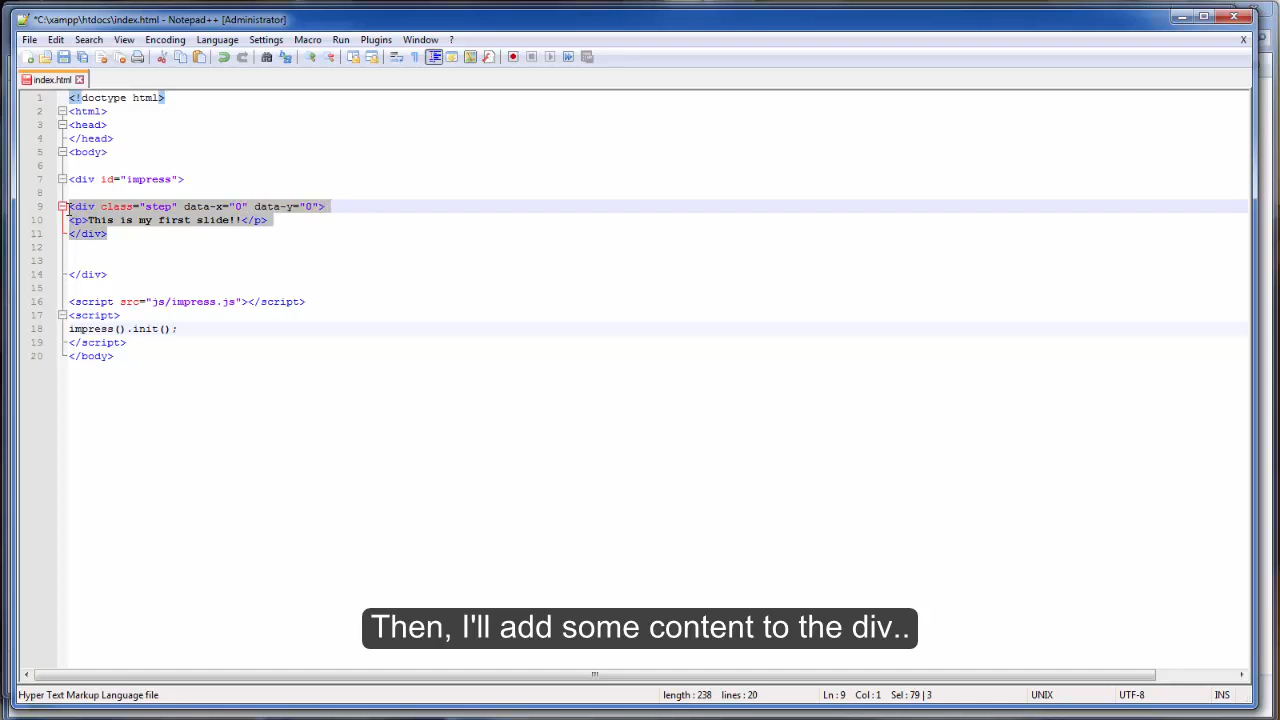 *C:\xampp\htdocs\index.html - Notepad++ [Administrator]
File Edit Search View Encoding Language Settings Macro Run Plugins Window ? X
index.html
1 <!doctype html>
2 <html>
3 <head>
4 </head>
5 <body>
6
7 <div id="impress">
8
9 <div class="step" data-x="0" data-y="0">
10 <p>This is my first slide!!</p>
11 </div>
12
13
14 </div>
15
16 <script src="js/impress.js"></script>
17 <script>
18 impress().init();
19 </script>
20 </body>
Then, I'll add some content to the div..
Hyper Text Markup Language file length : 238 lines : 20 Ln : 9 Col : 1 Sel : 79 | 3 UNIX UTF-8 INS